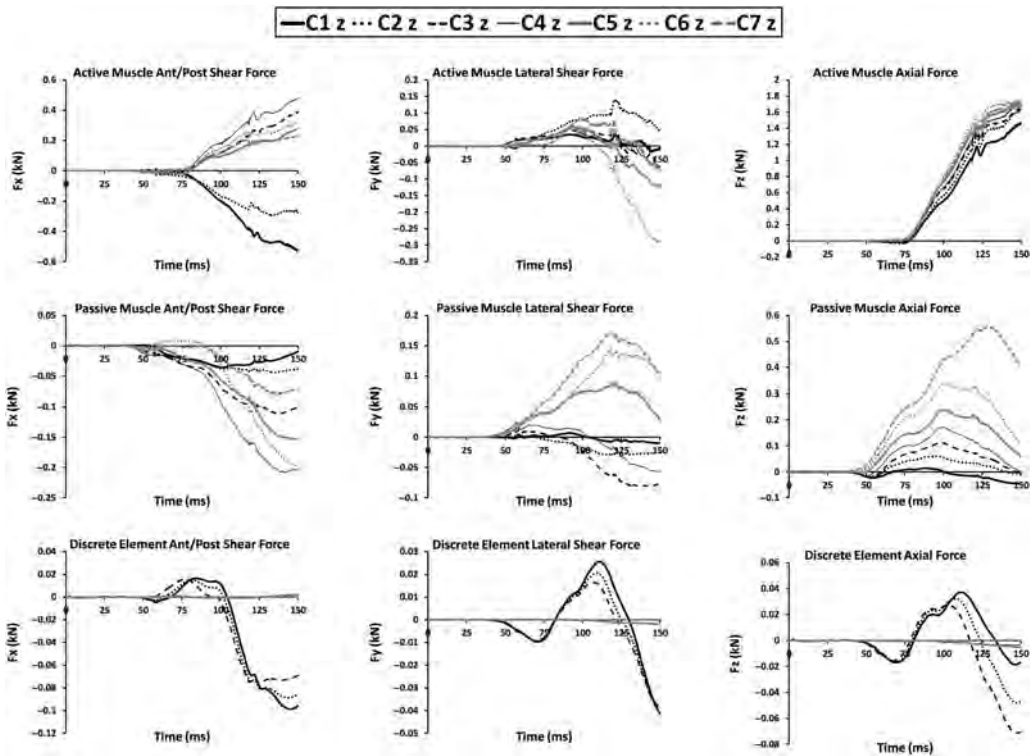 C1 z C2 z C3 z C4 z C5 z C6 z C7 z
Active Muscle Ant/Post Shear Force
0.6
0.4
0.2
0
−0.2
−0.4
−0.6
0 25 50 75 100 125 150
Fx (kN)
Time (ms)
Active Muscle Lateral Shear Force
0.2
0.15
0.1
0.05
0
−0.05
−0.1
−0.15
−0.2
−0.25
−0.3
−0.35
0 25 50 75 100 125 150
Fy (kN)
Time (ms)
Active Muscle Axial Force
2
1.8
1.6
1.4
1.2
1
0.8
0.6
0.4
0.2
0
−0.2
0 25 50 75 100 125 150
Fz (kN)
Time (ms)
Passive Muscle Ant/Post Shear Force
0.05
0
−0.05
−0.1
−0.15
−0.2
−0.25
0 25 50 75 100 125 150
Fx (kN)
Time (ms)
Passive Muscle Lateral Shear Force
0.2
0.15
0.1
0.05
0
−0.05
−0.1
0 25 50 75 100 125 150
Fy (kN)
Time (ms)
Passive Muscle Axial Force
0.6
0.5
0.4
0.3
0.2
0.1
0
−0.1
0 25 50 75 100 125 150
Fz (kN)
Time (ms)
Discrete Element Ant/Post Shear Force
0.04
0.02
0
−0.02
−0.04
−0.06
−0.08
−0.1
−0.12
0 25 50 75 100 125 150
Fx (kN)
Time (ms)
Discrete Element Lateral Shear Force
0.03
0.02
0.01
0
−0.01
−0.02
−0.03
−0.04
−0.05
0 25 50 75 100 125 150
Fy (kN)
Time (ms)
Discrete Element Axial Force
0.06
0.04
0.02
0
−0.02
−0.04
−0.06
0.08
0 25 50 75 100 125 150
Fz (kN)
Time (ms)